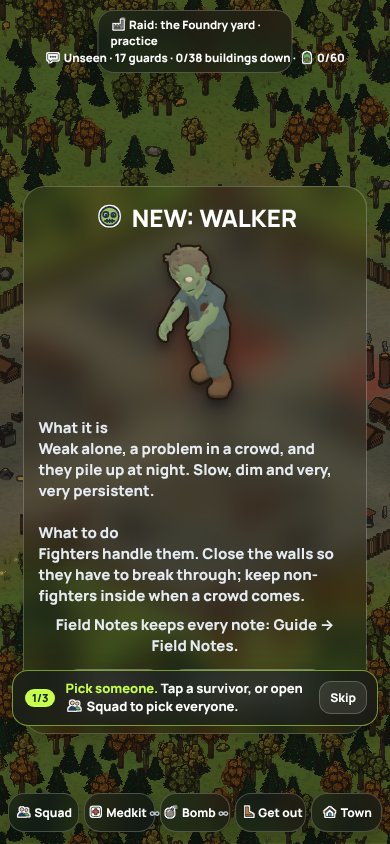 Raid: the Foundry yard ·
practice
Unseen · 17 guards · 0/38 buildings down · 0/60
NEW: WALKER
What it is
Weak alone, a problem in a crowd, and
they pile up at night. Slow, dim and very,
very persistent.
What to do
Fighters handle them. Close the walls so
they have to break through; keep non-
fighters inside when a crowd comes.
Field Notes keeps every note: Guide →
Field Notes.
1/3
Pick someone. Tap a survivor, or open
Squad to pick everyone.
Skip
Squad
Medkit ∞
Bomb ∞
Get out
Town